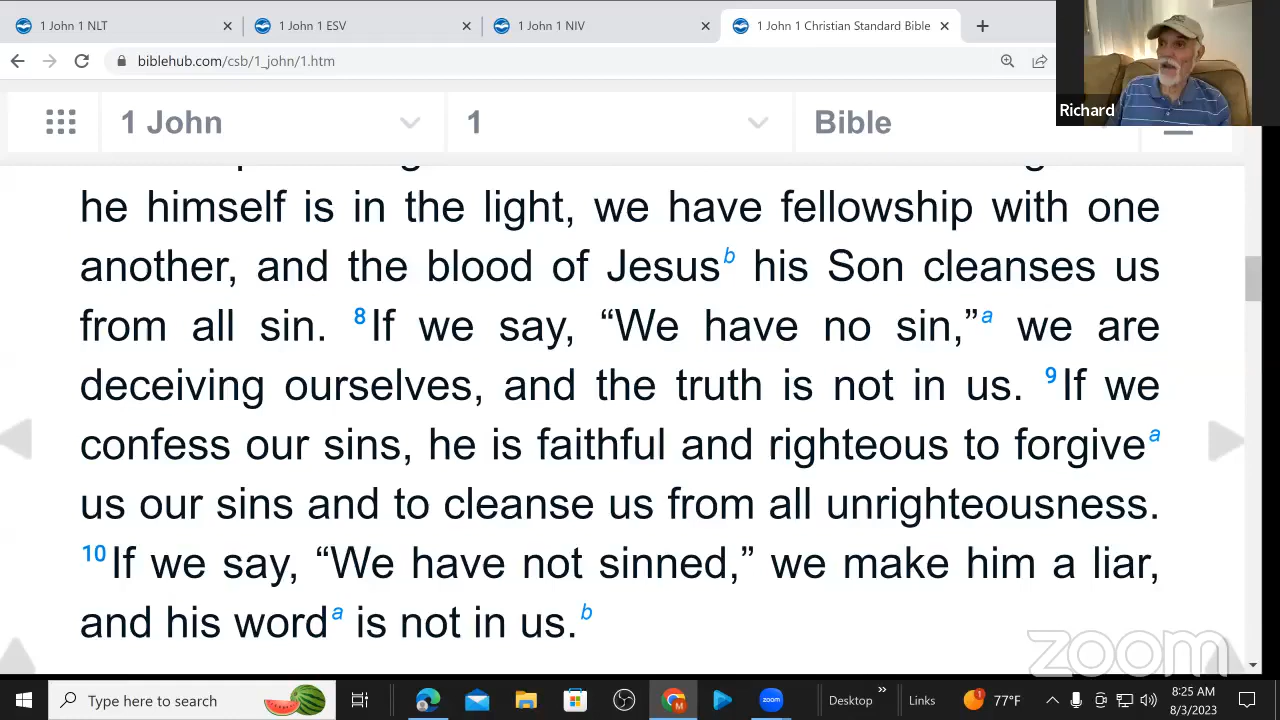 1 John 1 NLT
1 John 1 ESV
1 John 1 NIV
1 John 1 Christian Standard Bible
biblehub.com/csb/1_john/1.htm
Richard
1 John
1
Bible
he himself is in the light, we have fellowship with one
another, and the blood of Jesusb his Son cleanses us
from all sin. 8If we say, “We have no sin,”a we are
deceiving ourselves, and the truth is not in us. 9If we
confess our sins, he is faithful and righteous to forgivea
us our sins and to cleanse us from all unrighteousness.
10If we say, “We have not sinned,” we make him a liar,
and his worda is not in us.b
zoom
Type here to search
M
zoom
Desktop
Links
1
77°F
8:25 AM
8/3/2023